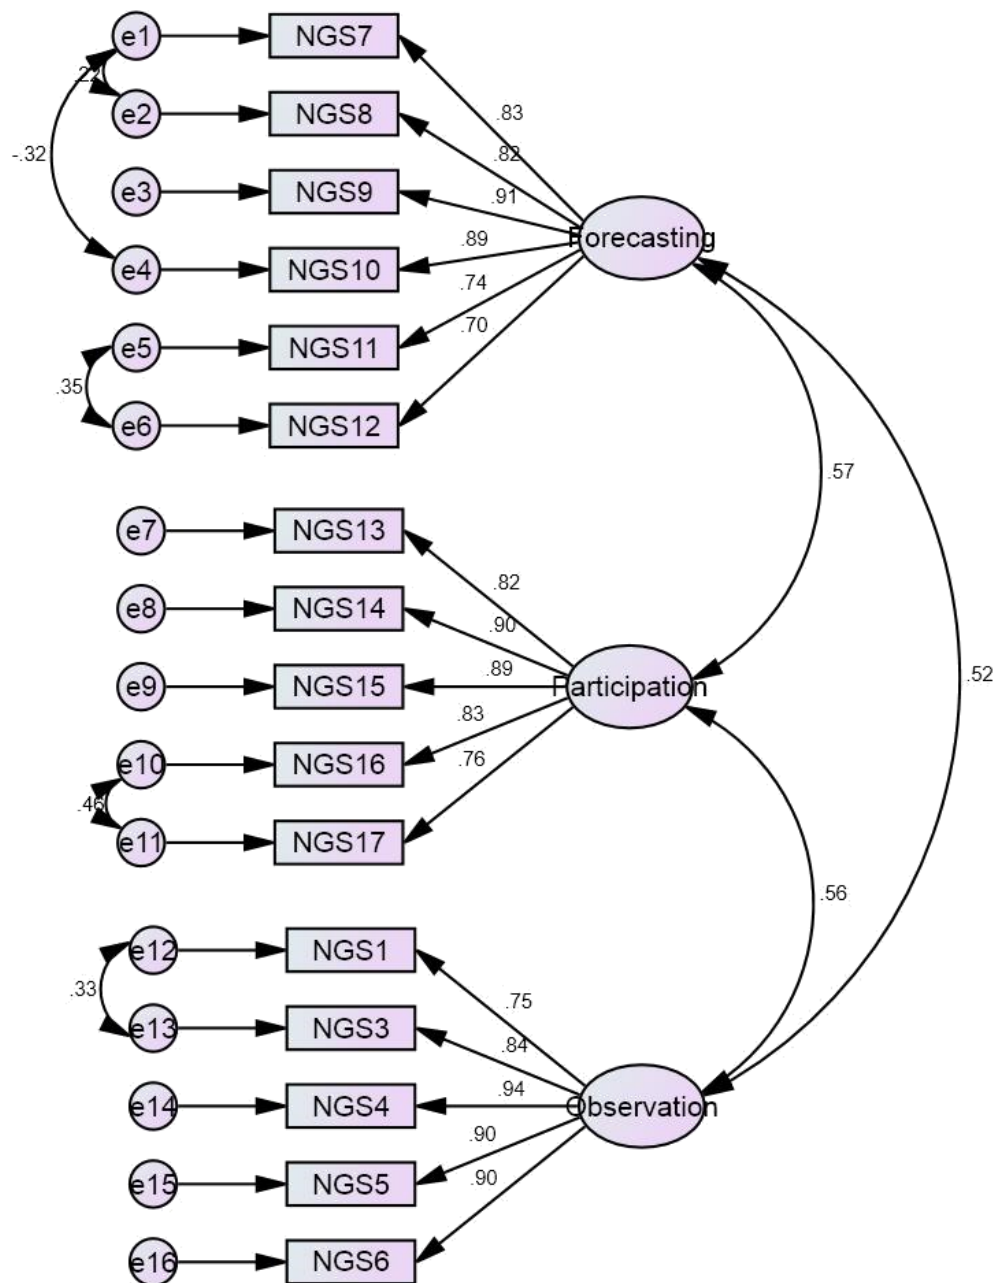 e1
NGS7
.22
e2
NGS8
.83
.82
-.32
e3
NGS9
.91
Forecasting
e4
NGS10
.89
.74
e5
NGS11
.70
.35
e6
NGS12
.57
e7
NGS13
.82
e8
NGS14
.90
e9
NGS15
.89
Participation
.52
e10
NGS16
.83
.76
.46
e11
NGS17
.56
e12
NGS1
.33
.75
e13
NGS3
.84
e14
NGS4
.94
Observation
e15
NGS5
.90
.90
e16
NGS6